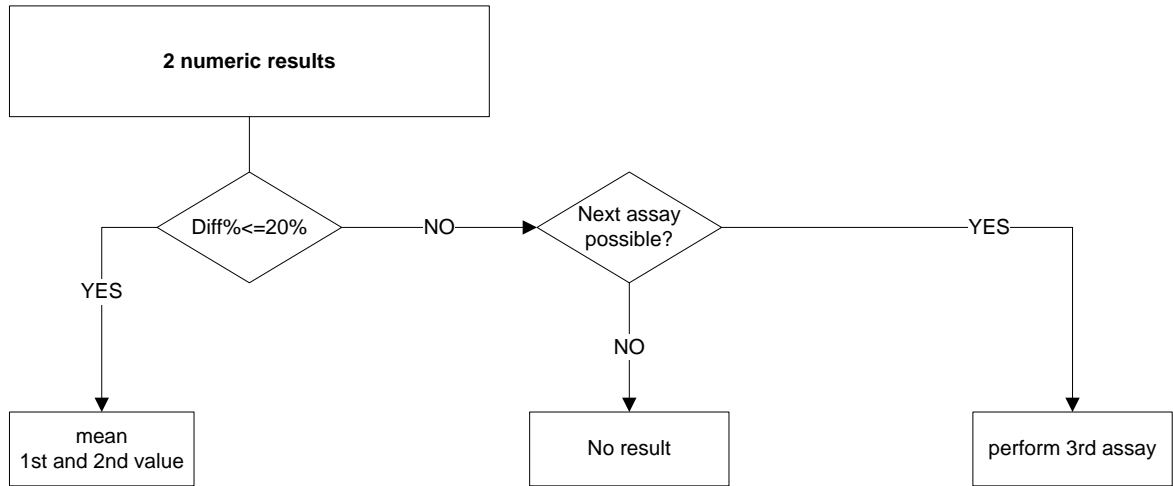 2 numeric results
Diff%<=20%
NO
Next assay
possible?
YES
YES
NO
mean
1st and 2nd value
No result
perform 3rd assay